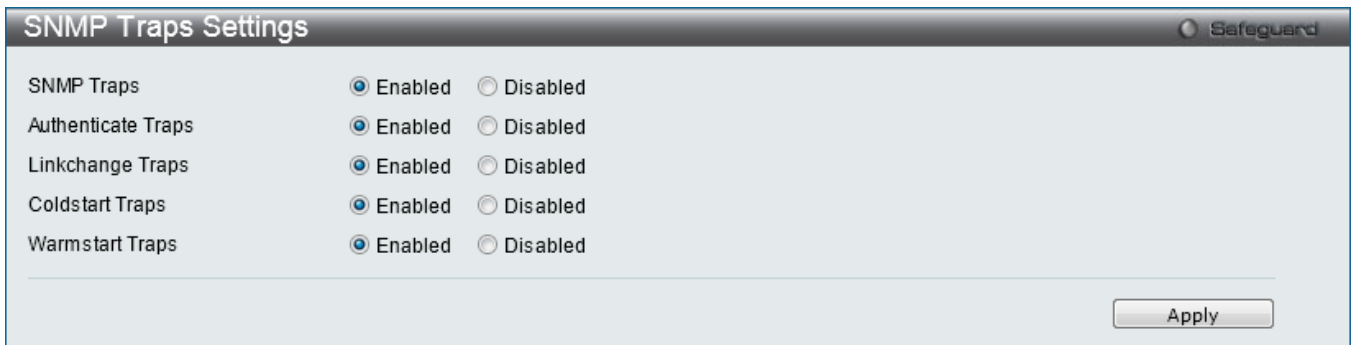 SNMP Traps Settings
Safeguard
SNMP Traps Enabled Disabled
Authenticate Traps Enabled Disabled
Linkchange Traps Enabled Disabled
Coldstart Traps Enabled Disabled
Warmstart Traps Enabled Disabled
Apply